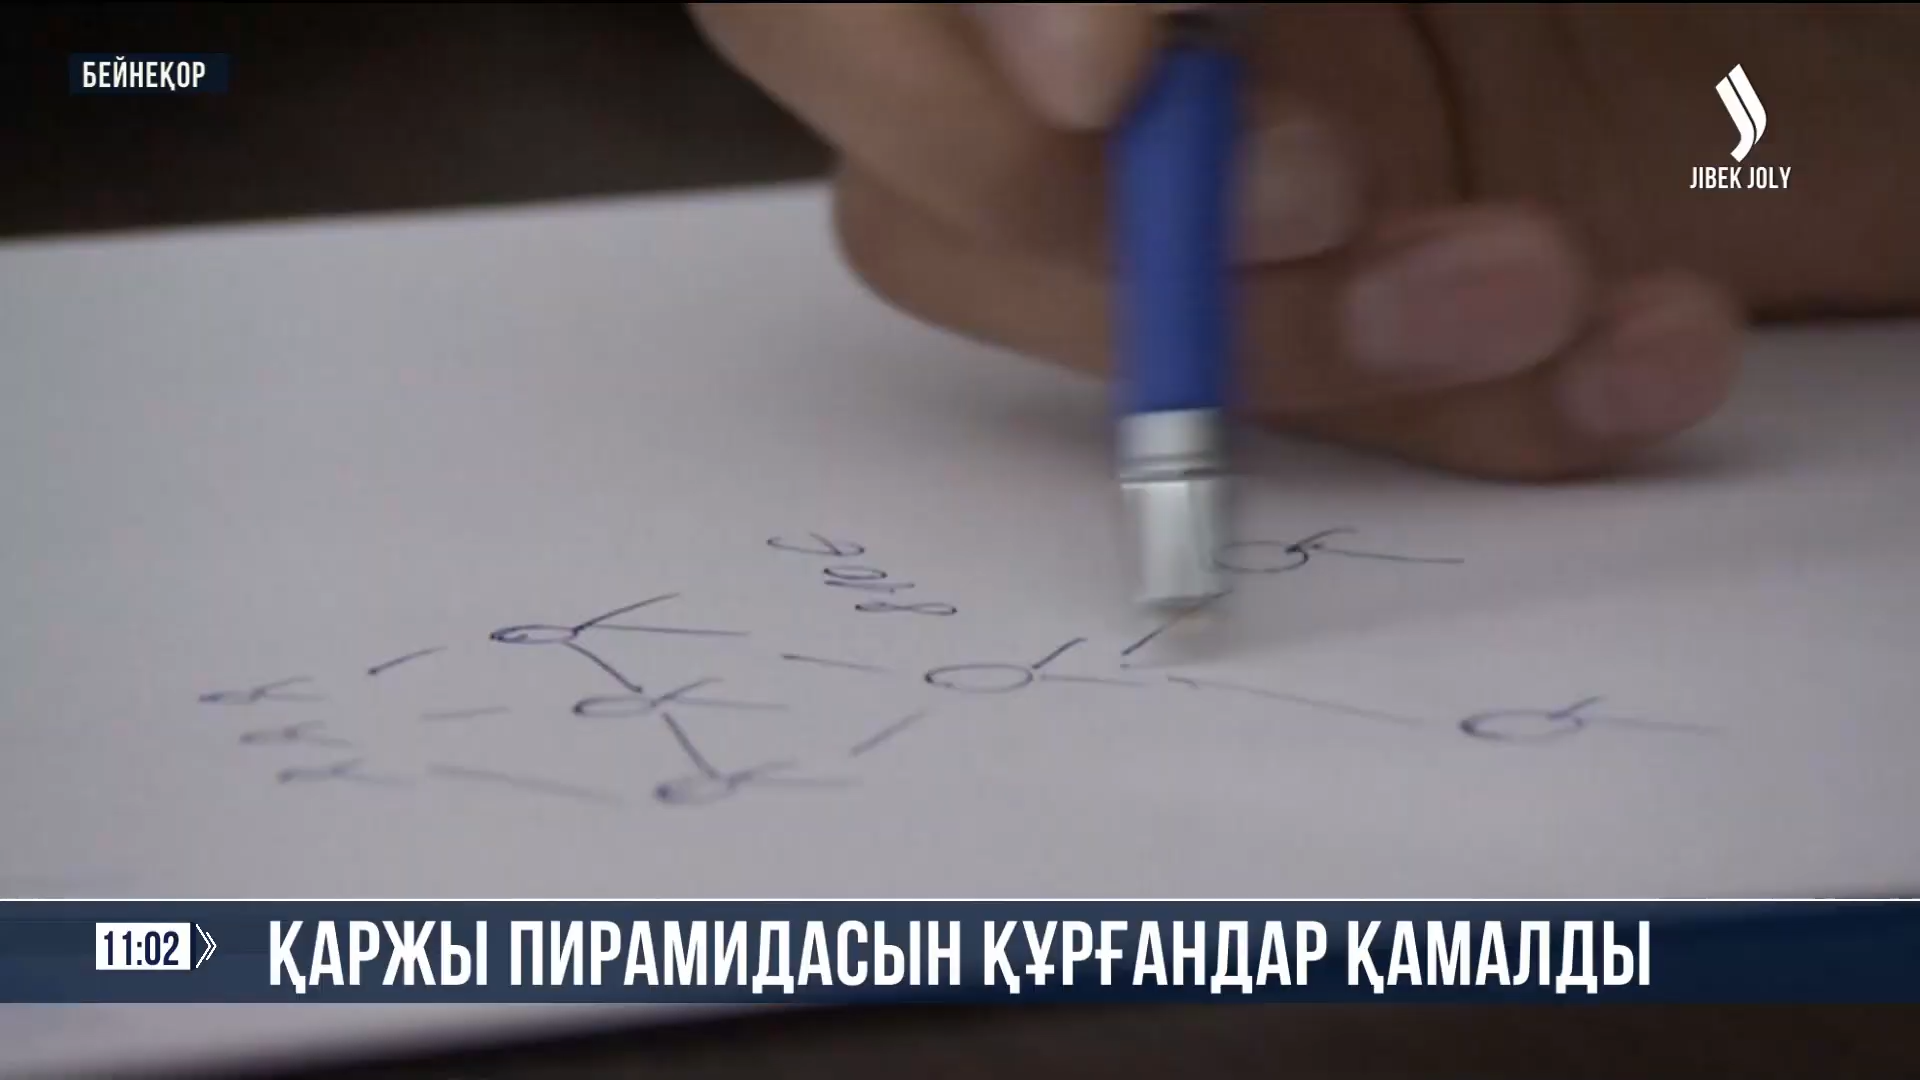 БЕЙНЕҚОР
JIBEK JOLY
11:02
ҚАРЖЫ ПИРАМИДАСЫН ҚҰРҒАНДАР ҚАМАЛДЫ